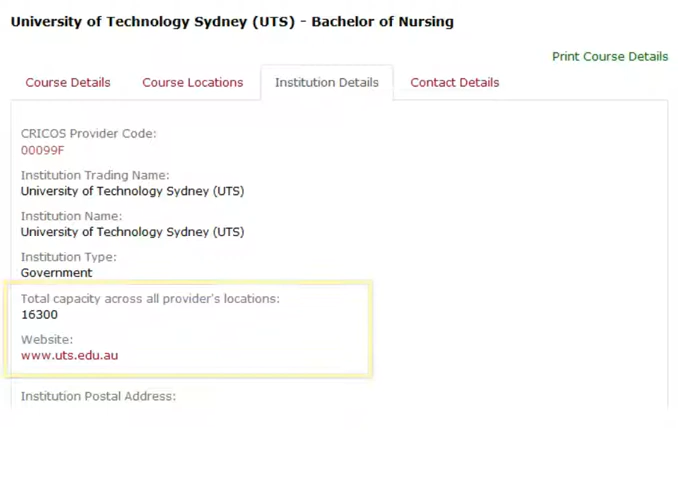 University of Technology Sydney (UTS) - Bachelor of Nursing
Print Course Details
Course Details
Course Locations
Institution Details
Contact Details
CRICOS Provider Code:
00099F
Institution Trading Name:
University of Technology Sydney (UTS)
Institution Name:
University of Technology Sydney (UTS)
Institution Type:
Government
Total capacity across all provider's locations:
16300
Website:
www.uts.edu.au
Institution Postal Address: